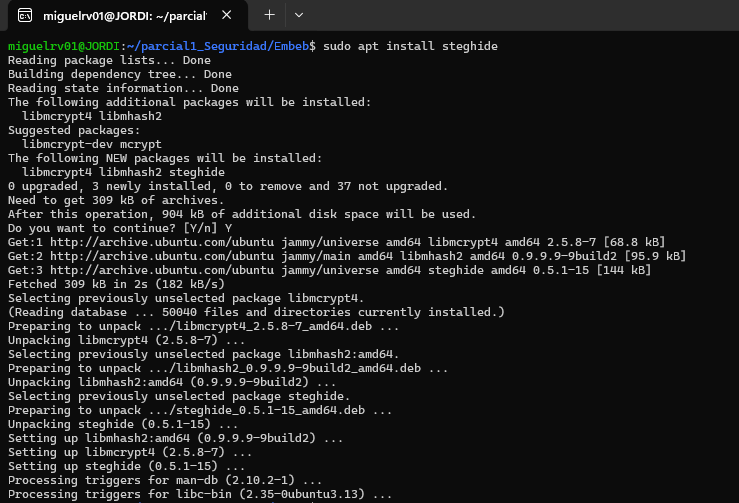 miguelrv01@JORDI: ~/parcial1
miguelrv01@JORDI:~/parcial1_Seguridad/Embeb$ sudo apt install steghide
Reading package lists... Done
Building dependency tree... Done
Reading state information... Done
The following additional packages will be installed:
  libmcrypt4 libmhash2
Suggested packages:
  libmcrypt-dev mcrypt
The following NEW packages will be installed:
  libmcrypt4 libmhash2 steghide
0 upgraded, 3 newly installed, 0 to remove and 37 not upgraded.
Need to get 309 kB of archives.
After this operation, 904 kB of additional disk space will be used.
Do you want to continue? [Y/n] Y
Get:1 http://archive.ubuntu.com/ubuntu jammy/universe amd64 libmcrypt4 amd64 2.5.8-7 [68.8 kB]
Get:2 http://archive.ubuntu.com/ubuntu jammy/main amd64 libmhash2 amd64 0.9.9.9-9build2 [95.9 kB]
Get:3 http://archive.ubuntu.com/ubuntu jammy/universe amd64 steghide amd64 0.5.1-15 [144 kB]
Fetched 309 kB in 2s (182 kB/s)
Selecting previously unselected package libmcrypt4.
(Reading database ... 50040 files and directories currently installed.)
Preparing to unpack .../libmcrypt4_2.5.8-7_amd64.deb ...
Unpacking libmcrypt4 (2.5.8-7) ...
Selecting previously unselected package libmhash2:amd64.
Preparing to unpack .../libmhash2_0.9.9.9-9build2_amd64.deb ...
Unpacking libmhash2:amd64 (0.9.9.9-9build2) ...
Selecting previously unselected package steghide.
Preparing to unpack .../steghide_0.5.1-15_amd64.deb ...
Unpacking steghide (0.5.1-15) ...
Setting up libmhash2:amd64 (0.9.9.9-9build2) ...
Setting up libmcrypt4 (2.5.8-7) ...
Setting up steghide (0.5.1-15) ...
Processing triggers for man-db (2.10.2-1) ...
Processing triggers for libc-bin (2.35-0ubuntu3.13) ...